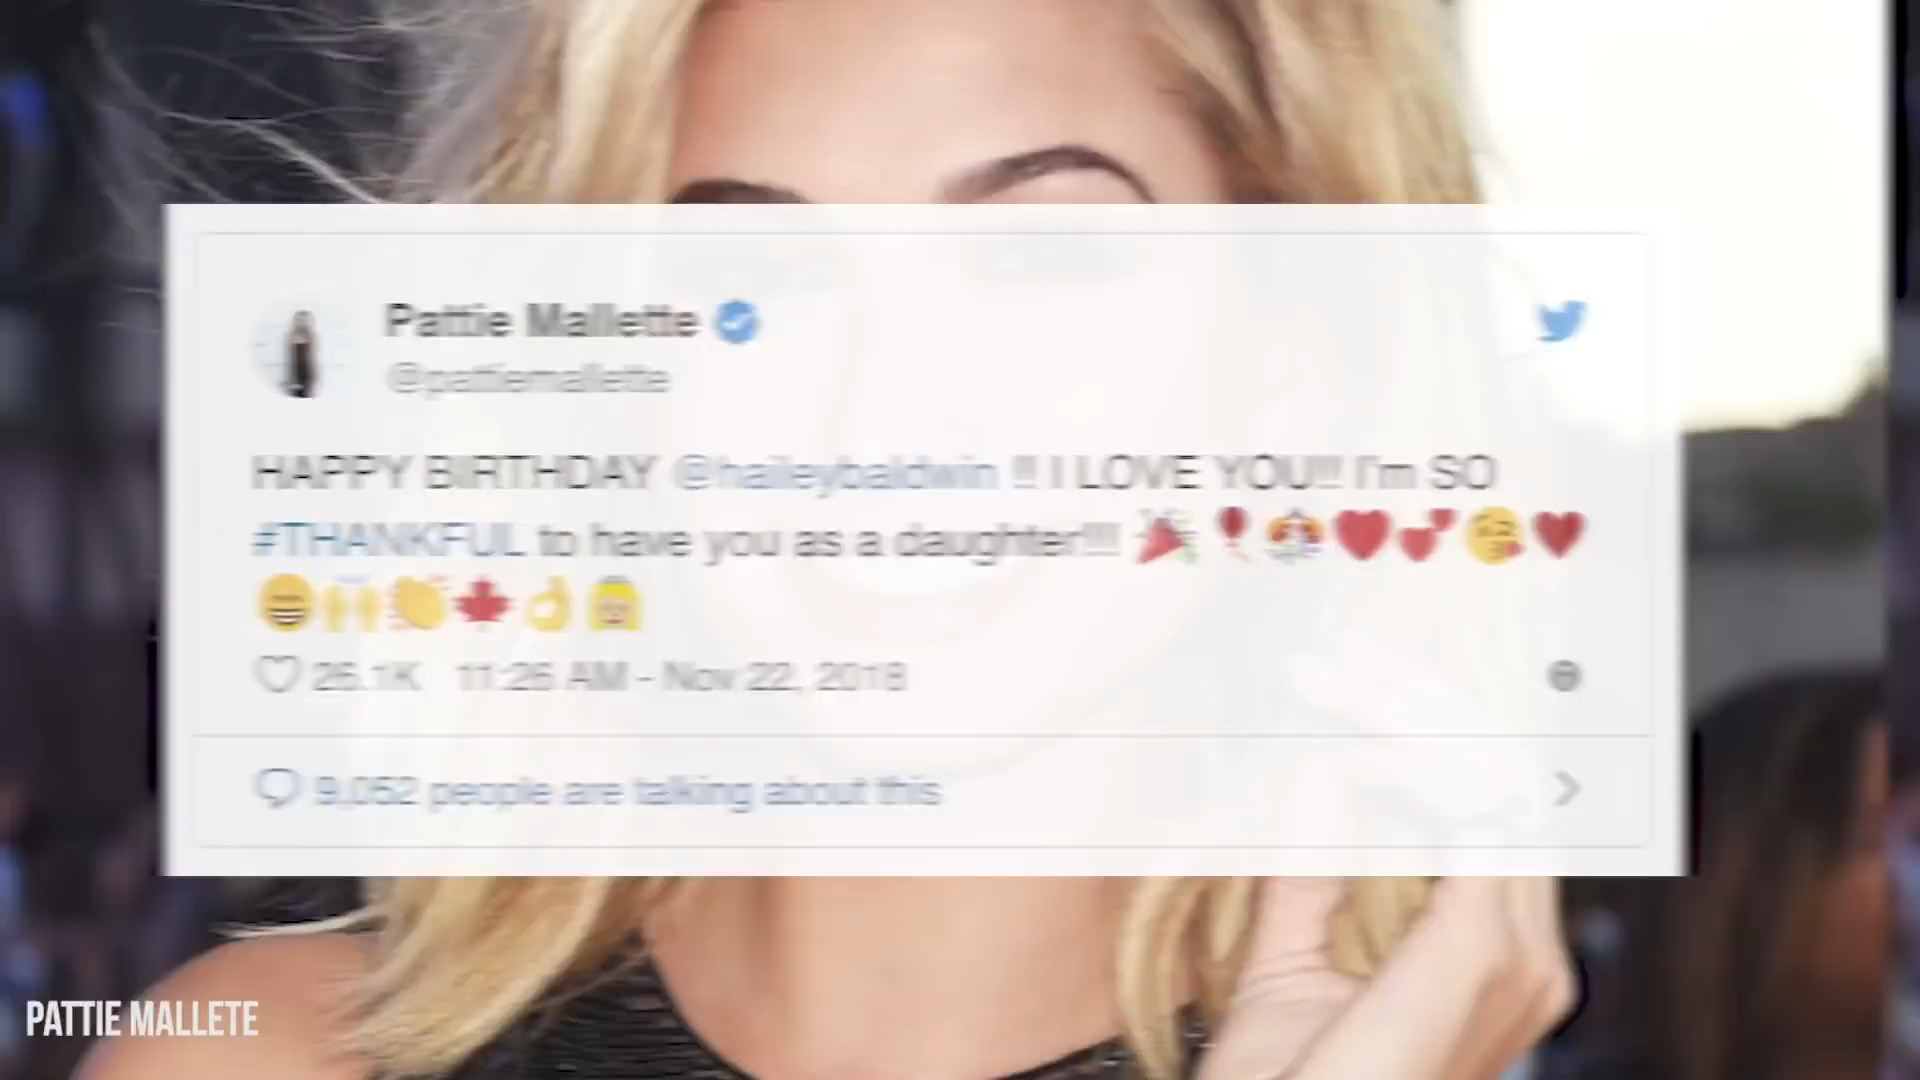 Pattie Mallette
@pattiemallette
HAPPY BIRTHDAY @haileybaldwin !! I LOVE YOU!! I'm SO
#THANKFUL to have you as a daughter!!! 🎉🎈🎊❤️💕😘❤️
😄🙌👏🍁👌👸
25.1K 11:26 AM - Nov 22, 2018
9,052 people are talking about this
PATTIE MALLETE